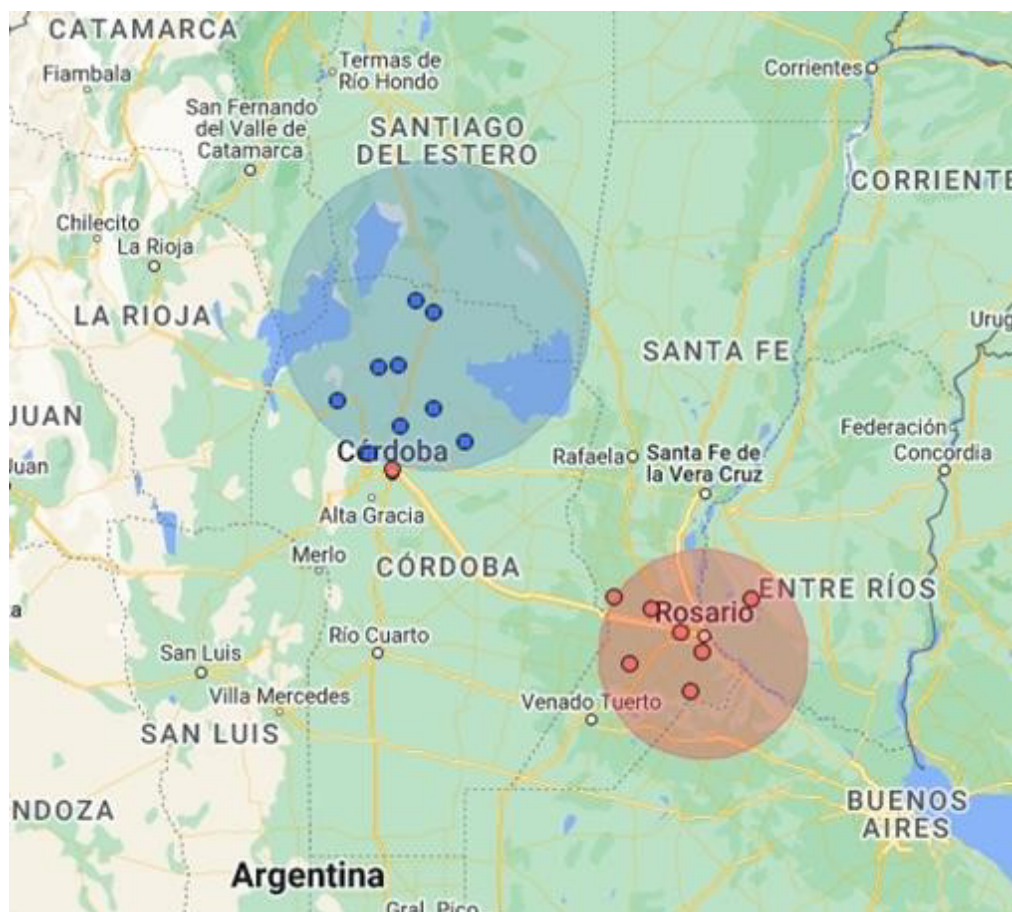 CATAMARCA
Fiambala
Termas de
Río Hondo
Corrientes
San Fernando
del Valle de
Catamarca
SANTIAGO
DEL ESTERO
CORRIENTE
Chilecito
La Rioja
LA RIOJA
Urug
SANTA FE
JUAN
Juan
Federación
Concordia
Córdoba
Rafaela
Santa Fe de
la Vera Cruz
Alta Gracia
Merlo
CÓRDOBA
ENTRE RÍOS
Rosario
a
Río Cuarto
San Luis
Villa Mercedes
Venado Tuerto
SAN LUIS
NDOZA
BUENOS
AIRES
Argentina
Gral. Pico